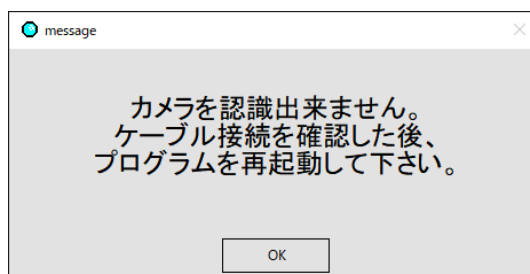 message
カメラを認識出来ません。
ケーブル接続を確認した後、
プログラムを再起動して下さい。
OK